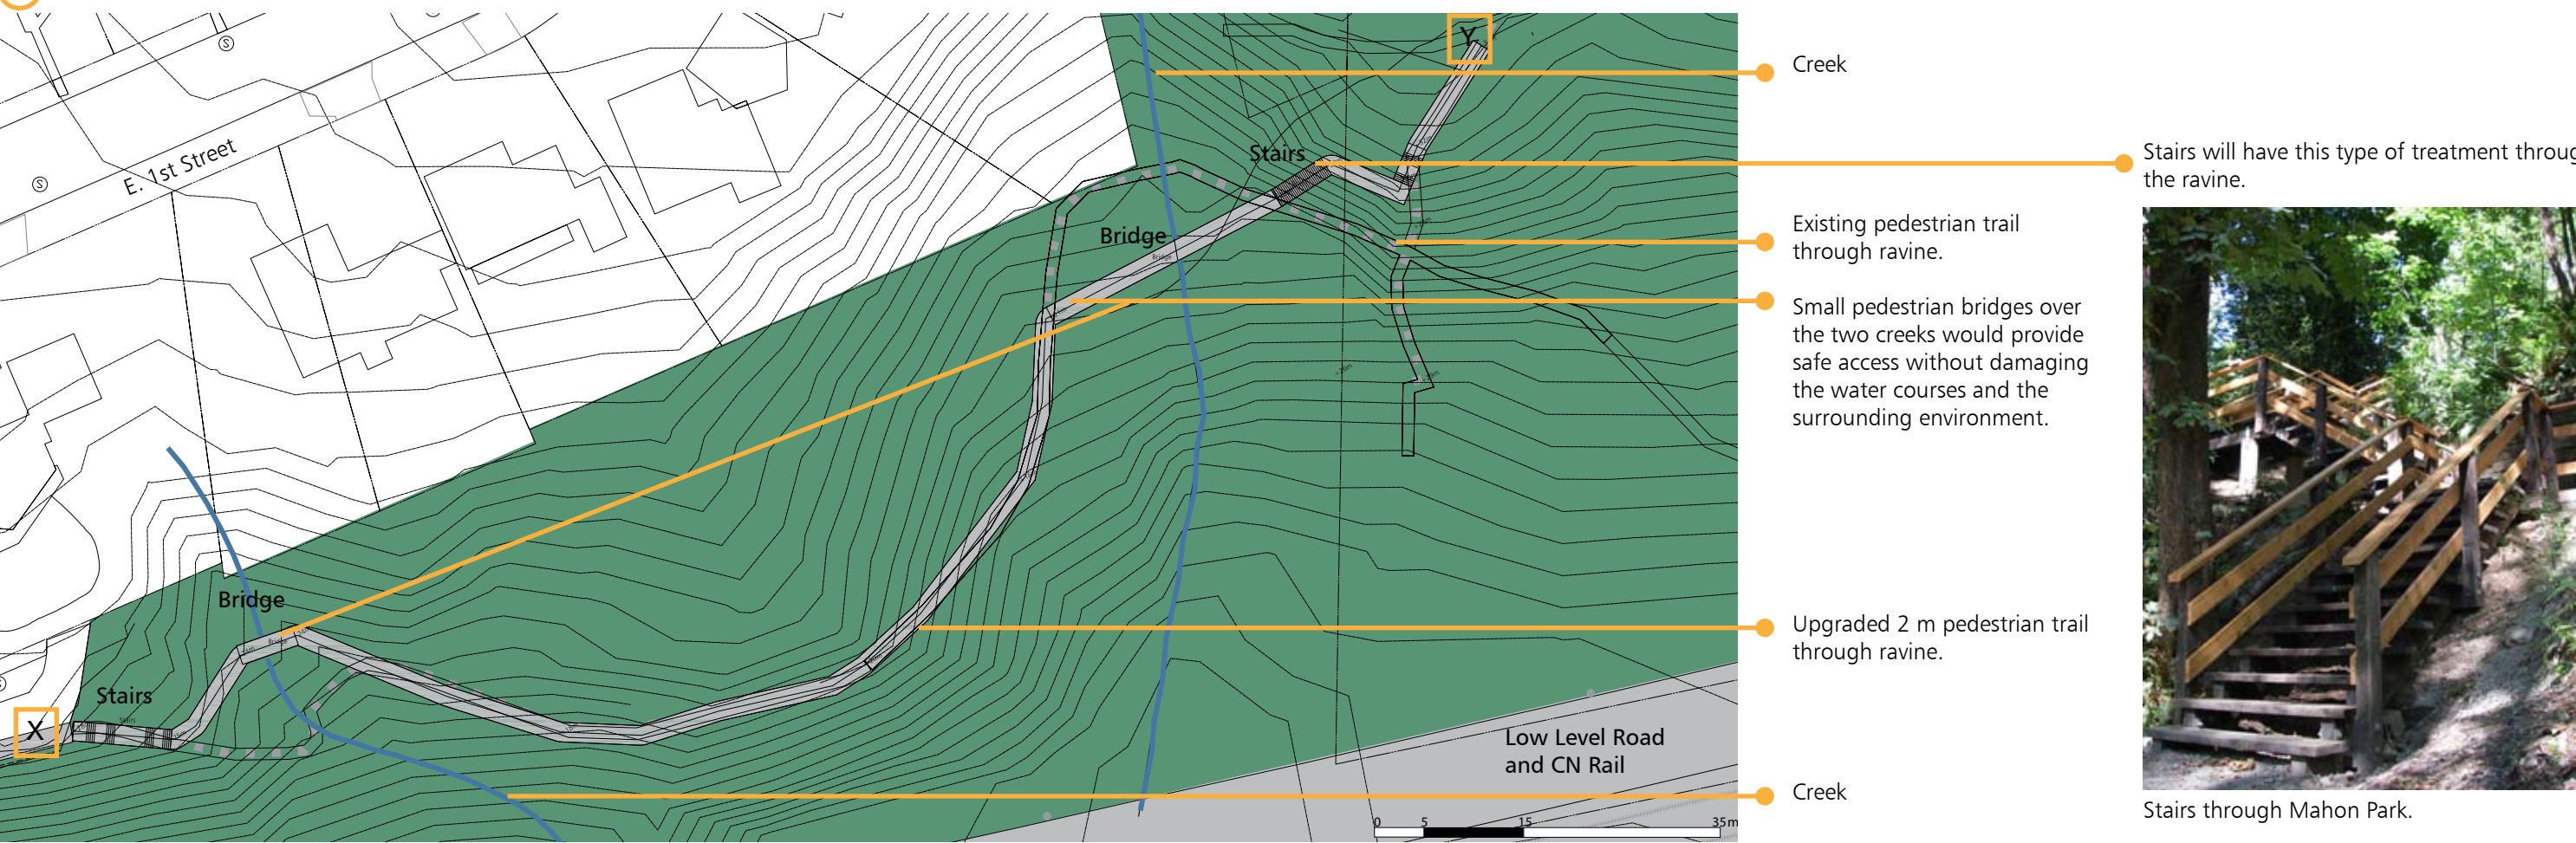 Y
Creek
Stairs will have this type of treatment throug
the ravine.
E. 1st Street
Stairs
Existing pedestrian trail
through ravine.
Bridge
Bridge
Small pedestrian bridges over
the two creeks would provide
safe access without damaging
the water courses and the
surrounding environment.
Bridge
Bridge
Upgraded 2 m pedestrian trail
through ravine.
Stairs
Stairs
X
Low Level Road
and CN Rail
Creek
0 5 15 35m
Stairs through Mahon Park.
S
S